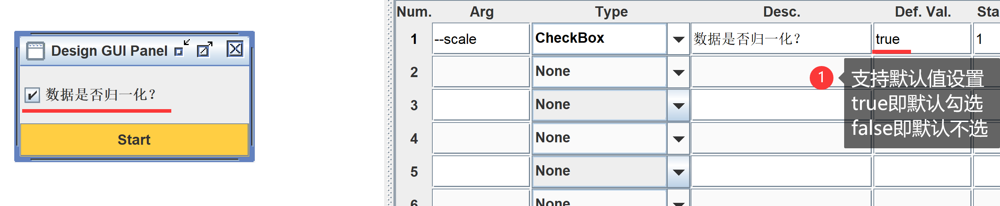 Design GUI Panel
数据是否归一化?
Start
Num. Arg Type Desc. Def. Val. Sta
1 --scale CheckBox 数据是否归一化? true 1
2 None
3 None
4 None
5 None
6 None
1 支持默认值设置
true即默认勾选
false即默认不选